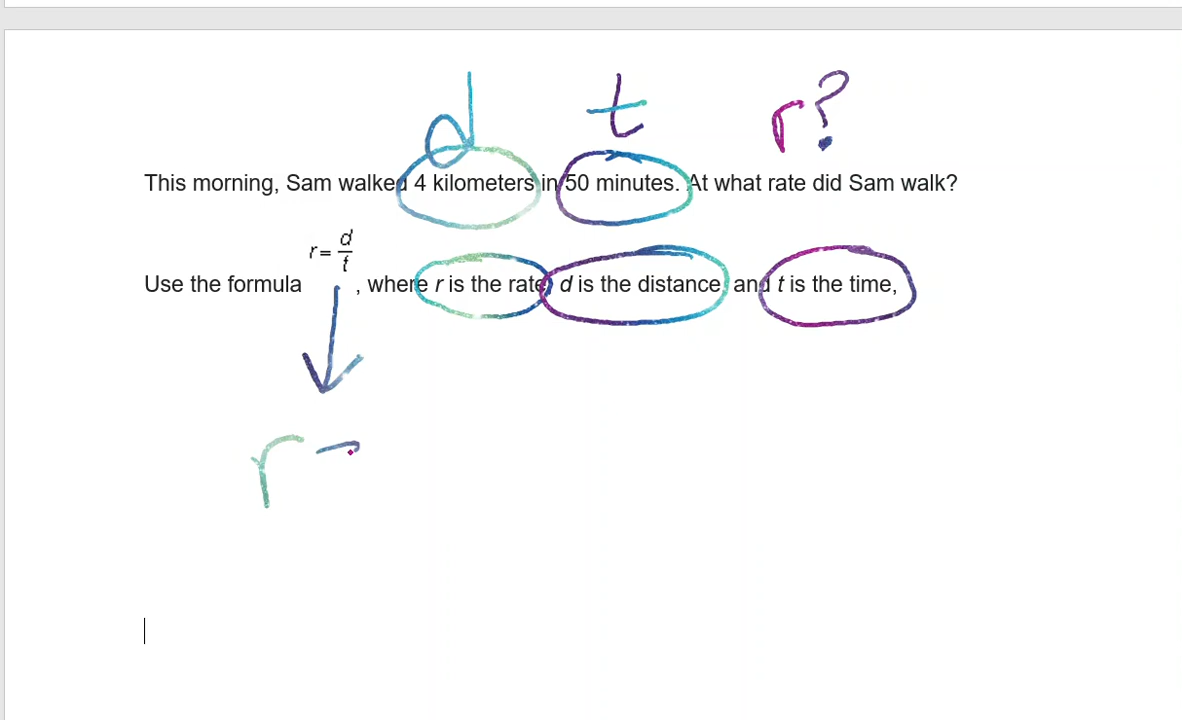 d t r?
This morning, Sam walked 4 kilometers in 50 minutes. At what rate did Sam walk?
r = d/t
Use the formula , where r is the rate, d is the distance, and t is the time,
r -